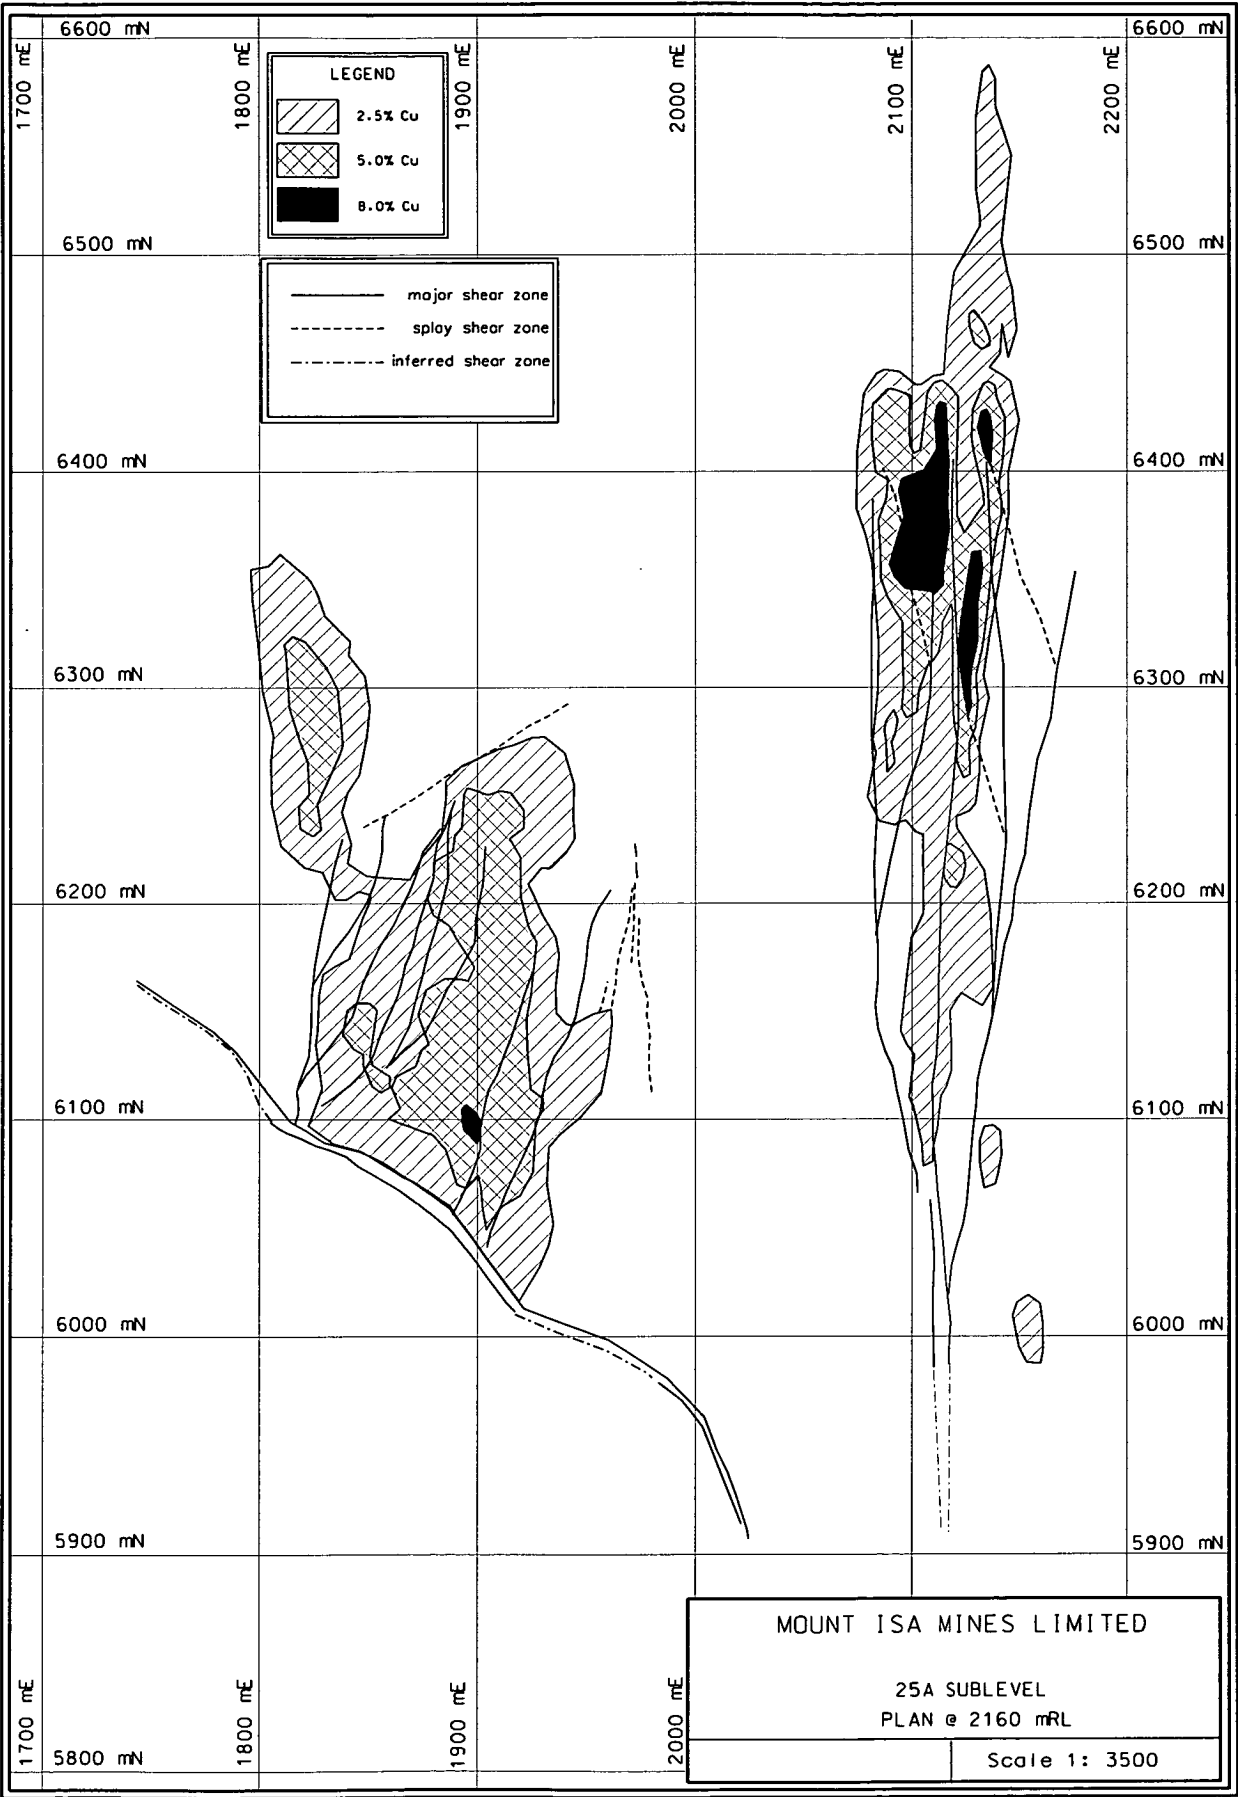 6600 mN
6600 mN
1700 mE
1800 mE
1900 mE
2000 mE
2100 mE
2200 mE
LEGEND
2.5% Cu
5.0% Cu
8.0% Cu
6500 mN
6500 mN
major shear zone
splay shear zone
inferred shear zone
6400 mN
6400 mN
6300 mN
6300 mN
6200 mN
6200 mN
6100 mN
6100 mN
6000 mN
6000 mN
5900 mN
5900 mN
1700 mE
1800 mE
1900 mE
2000 mE
5800 mN
MOUNT ISA MINES LIMITED
25A SUBLEVEL
PLAN @ 2160 mRL
Scale 1: 3500